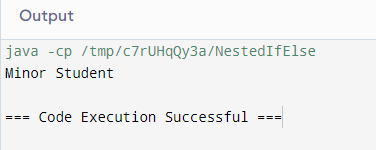 Output
java -cp /tmp/c7rUHqQy3a/NestedIfElse
Minor Student
=== Code Execution Successful ===